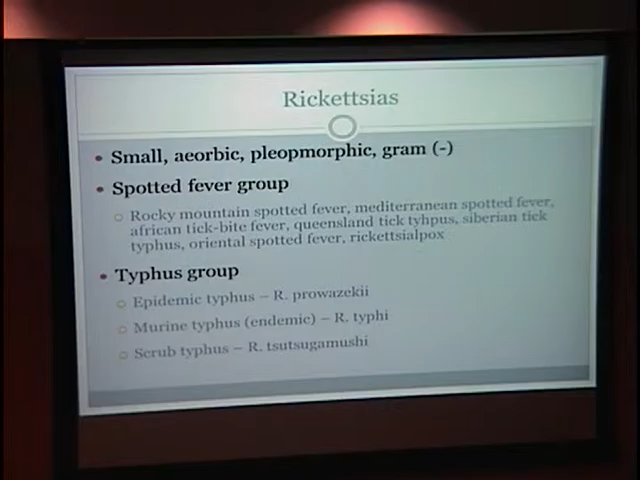 Rickettsias
Small, aeorbic, pleopmorphic, gram (-)
Spotted fever group
Rocky mountain spotted fever, mediterranean spotted fever,
african tick-bite fever, queensland tick tyhpus, siberian tick
typhus, oriental spotted fever, rickettsialpox
Typhus group
Epidemic typhus – R. prowazekii
Murine typhus (endemic) – R. typhi
Scrub typhus – R. tsutsugamushi